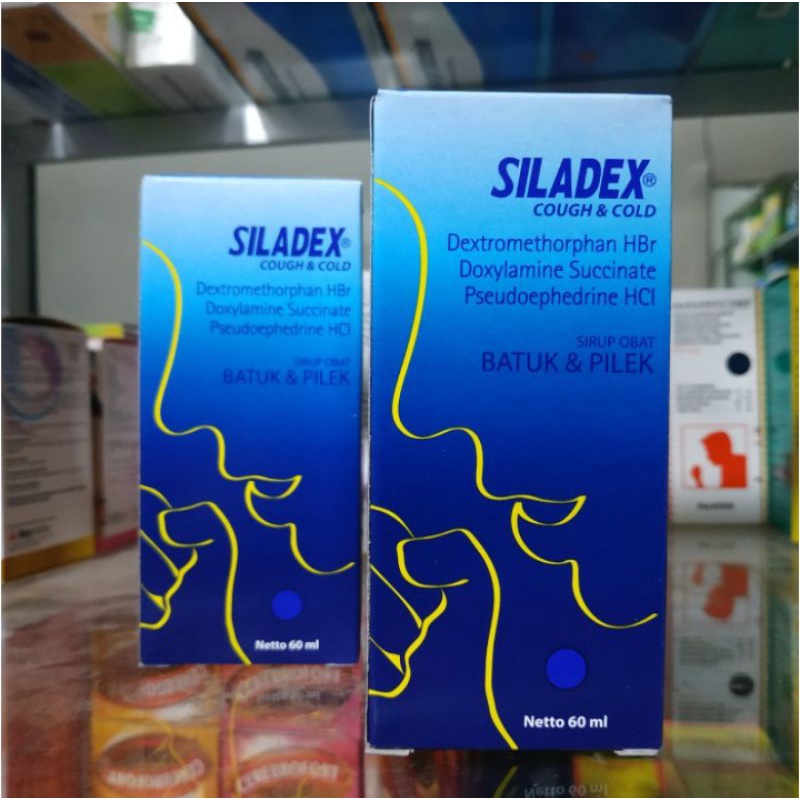 SILADEX®
COUGH & COLD
Dextromethorphan HBr
Doxylamine Succinate
Pseudoephedrine HCl
SIRUP OBAT
BATUK & PILEK
Netto 60 ml
SILADEX®
COUGH & COLD
Dextromethorphan HBr
Doxylamine Succinate
Pseudoephedrine HCl
SIRUP OBAT
BATUK & PILEK
Netto 60 ml